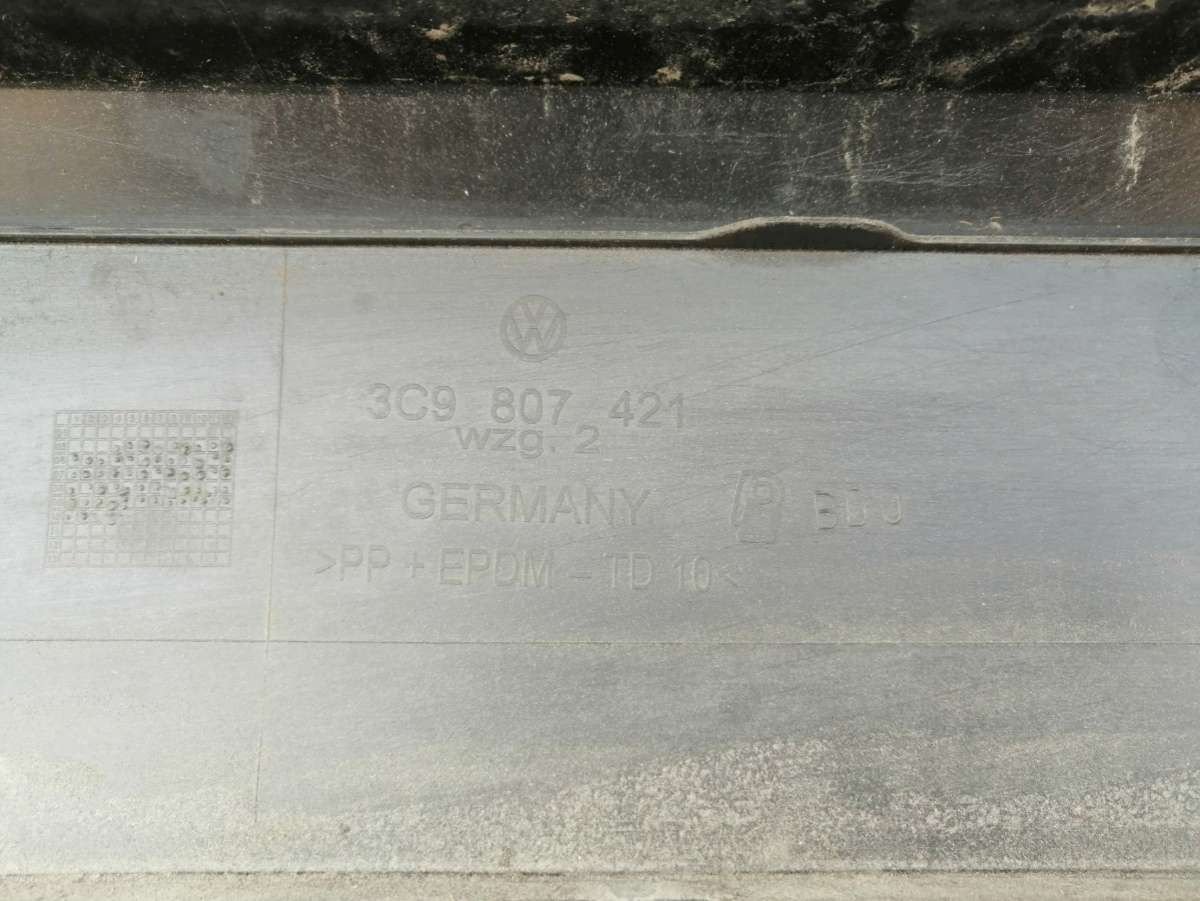 3C9 807 421
wzg. 2
GERMANY
>PP + EPDM - TD 10<